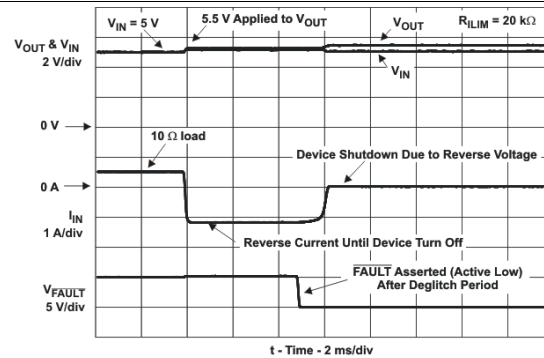 V_IN = 5 V
5.5 V Applied to V_OUT
V_OUT
R_ILIM = 20 kΩ
V_OUT & V_IN
2 V/div
V_IN
0 V
10 Ω load
Device Shutdown Due to Reverse Voltage
0 A
I_IN
1 A/div
Reverse Current Until Device Turn Off
FAULT Asserted (Active Low)
After Deglitch Period
V_FAULT
5 V/div
t - Time - 2 ms/div